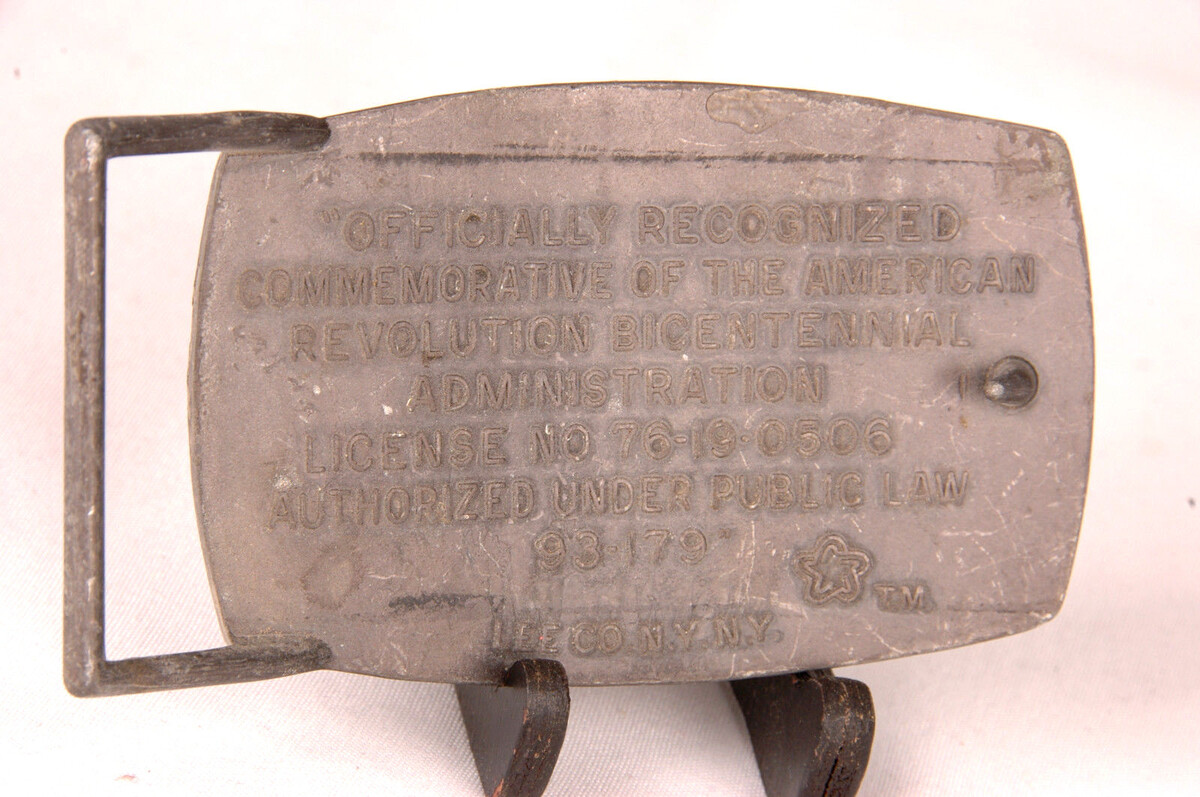 "OFFICIALLY RECOGNIZED
COMMEMORATIVE OF THE AMERICAN
REVOLUTION BICENTENNIAL
ADMINISTRATION
LICENSE NO 76-19-0506
AUTHORIZED UNDER PUBLIC LAW
93-179"
T.M.
LEE CO. N.Y. N.Y.